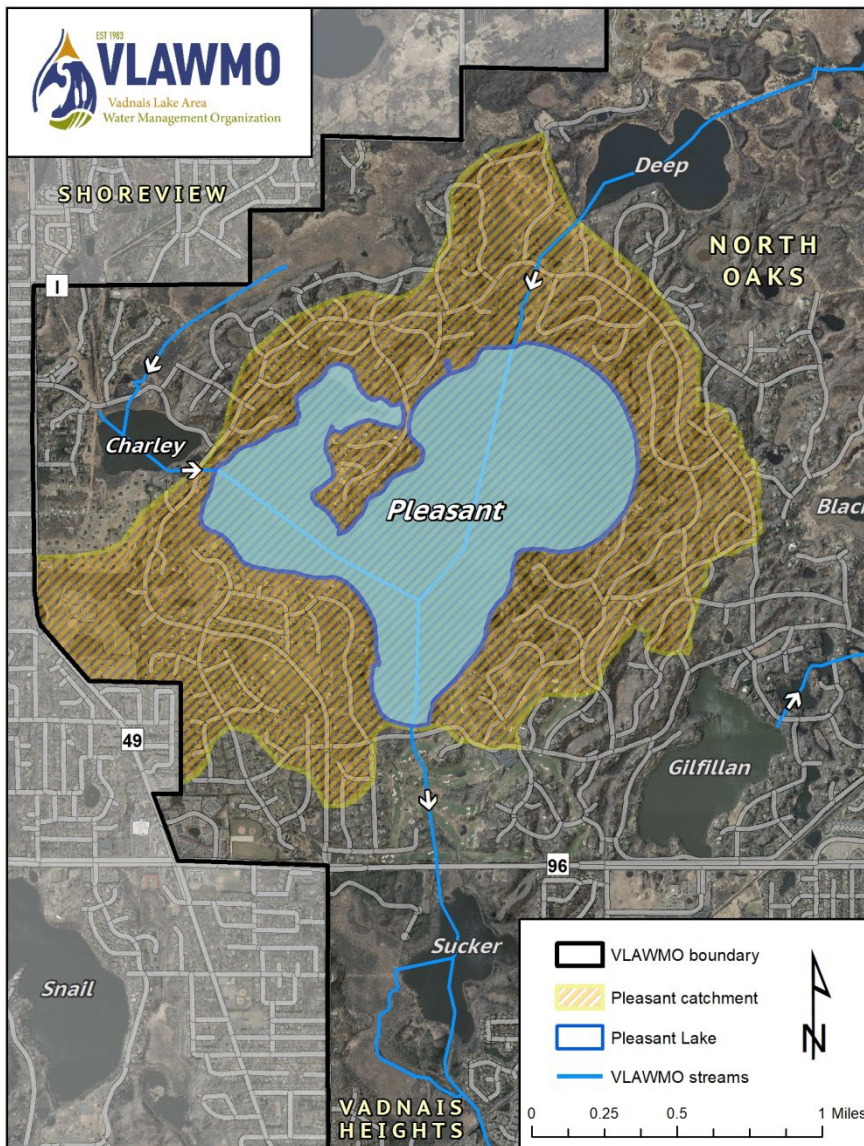 EST 1983
VLAWMO
Vadnais Lake Area
Water Management Organization
SHOREVIEW
Deep
NORTH
OAKS
I
Charley
Pleasant
Black
49
Gilfillan
96
Sucker
Snail
VADNAIS
HEIGHTS
VLAWMO boundary
Pleasant catchment
Pleasant Lake
VLAWMO streams
N
0 0.25 0.5 1 Miles